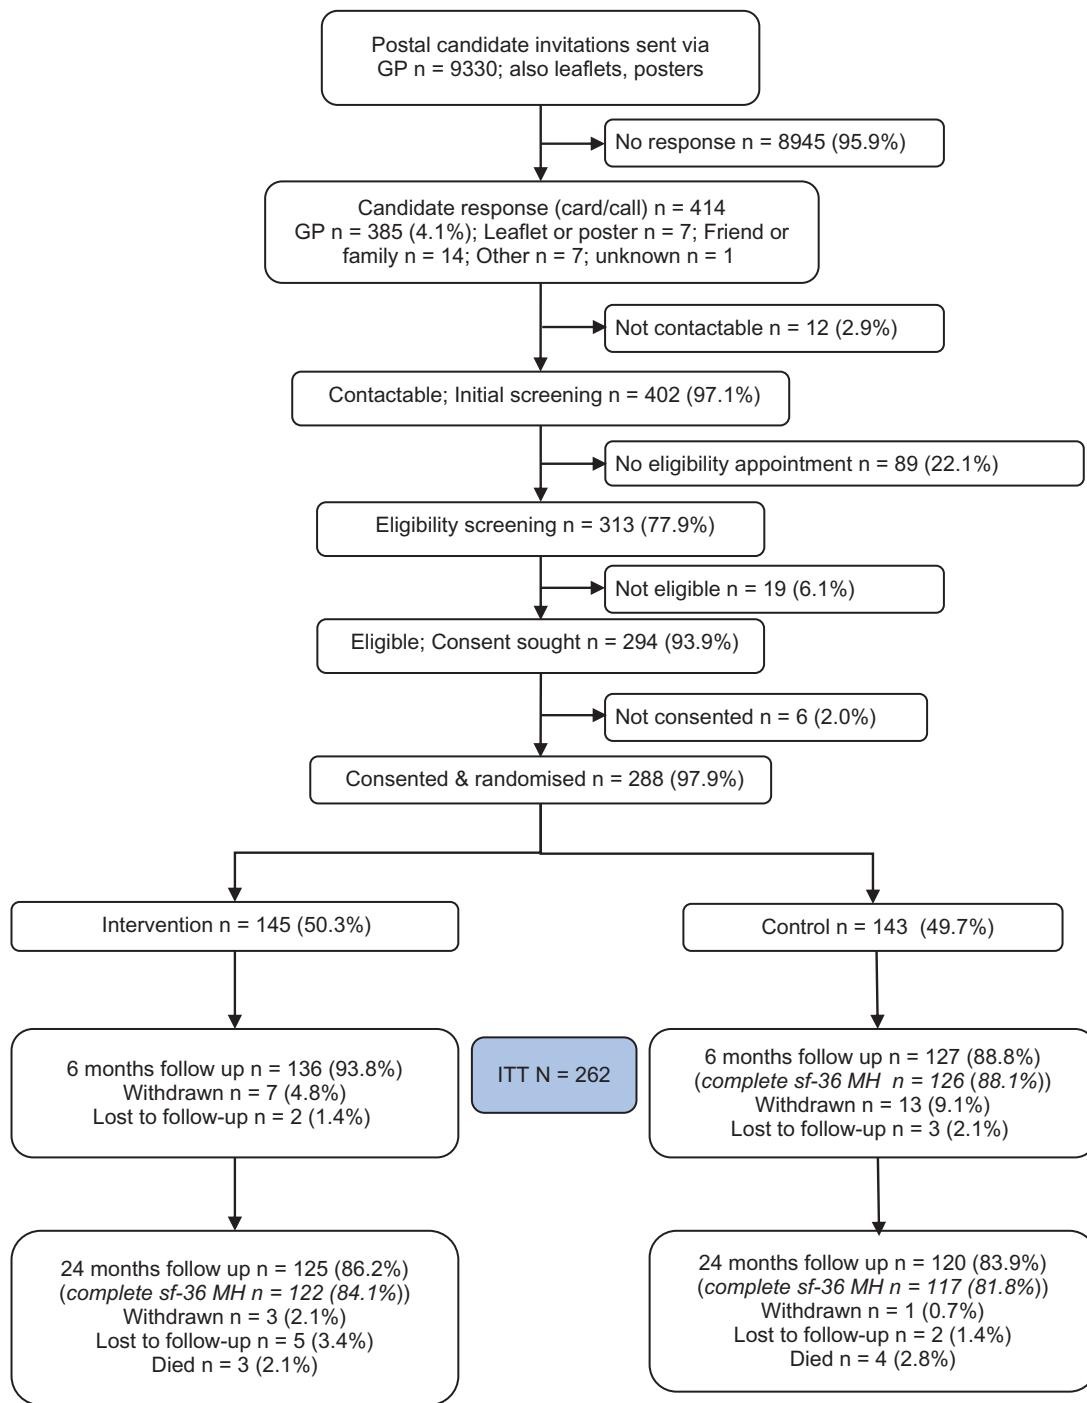 Postal candidate invitations sent via
GP n = 9330; also leaflets, posters
No response n = 8945 (95.9%)
Candidate response (card/call) n = 414
GP n = 385 (4.1%); Leaflet or poster n = 7; Friend or
family n = 14; Other n = 7; unknown n = 1
Not contactable n = 12 (2.9%)
Contactable; Initial screening n = 402 (97.1%)
No eligibility appointment n = 89 (22.1%)
Eligibility screening n = 313 (77.9%)
Not eligible n = 19 (6.1%)
Eligible; Consent sought n = 294 (93.9%)
Not consented n = 6 (2.0%)
Consented & randomised n = 288 (97.9%)
Intervention n = 145 (50.3%)
Control n = 143 (49.7%)
6 months follow up n = 136 (93.8%)
Withdrawn n = 7 (4.8%)
Lost to follow-up n = 2 (1.4%)
ITT N = 262
6 months follow up n = 127 (88.8%)
(complete sf-36 MH n = 126 (88.1%))
Withdrawn n = 13 (9.1%)
Lost to follow-up n = 3 (2.1%)
24 months follow up n = 125 (86.2%)
(complete sf-36 MH n = 122 (84.1%))
Withdrawn n = 3 (2.1%)
Lost to follow-up n = 5 (3.4%)
Died n = 3 (2.1%)
24 months follow up n = 120 (83.9%)
(complete sf-36 MH n = 117 (81.8%))
Withdrawn n = 1 (0.7%)
Lost to follow-up n = 2 (1.4%)
Died n = 4 (2.8%)